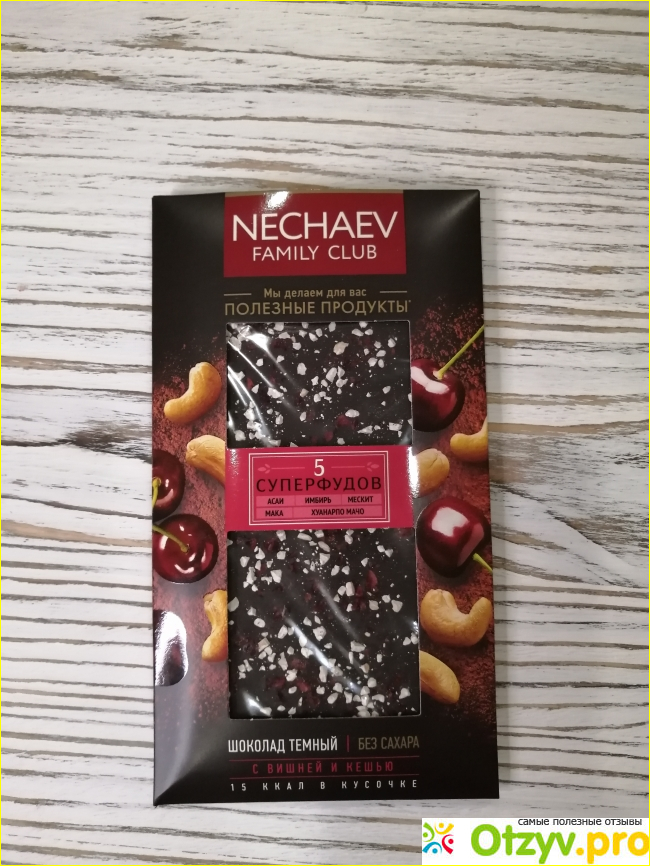 NECHAEV
FAMILY CLUB
Мы делаем для вас
ПОЛЕЗНЫЕ ПРОДУКТЫ*
5
СУПЕРФУДОВ
АСАИ ИМБИРЬ МЕСКИТ
МАКА ХУАНАРПО МАЧО
ШОКОЛАД ТЕМНЫЙ | БЕЗ САХАРА
С ВИШНЕЙ И КЕШЬЮ
15 ККАЛ В КУСОЧКЕ
самые полезные отзывы
Otzyv.pro